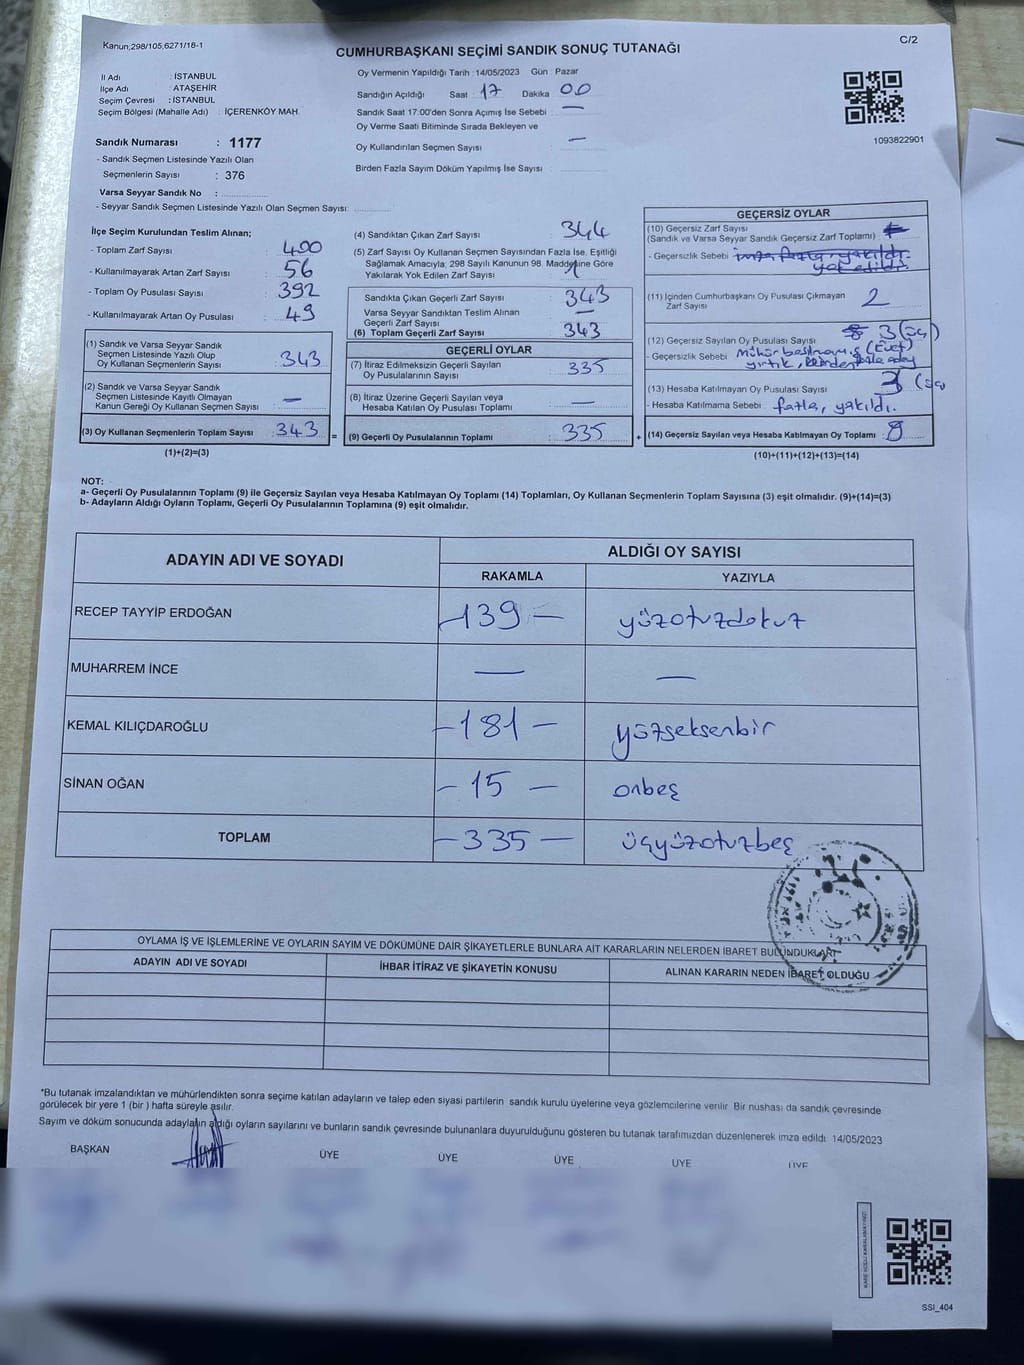 Kanun,298/105,6271/18-1
C/2
CUMHURBAŞKANI SEÇİMİ SANDIK SONUÇ TUTANAĞI
İl Adı : İSTANBUL
İlçe Adı : ATAŞEHİR
Seçim Çevresi : İSTANBUL
Seçim Bölgesi (Mahalle Adı) : İÇERENKÖY MAH.
Sandık Numarası : 1177
- Sandık Seçmen Listesinde Yazılı Olan
Seçmenlerin Sayısı : 376
Varsa Seyyar Sandık No :
- Seyyar Sandık Seçmen Listesinde Yazılı Olan Seçmen Sayısı:
Oy Vermenin Yapıldığı Tarih : 14/05/2023 Gün : Pazar
Sandığın Açıldığı Saat : 17 Dakika : 00
Sandık Saat 17:00'den Sonra Açımış İse Sebebi : —
Oy Verme Saati Bitiminde Sırada Bekleyen ve
Oy Kullandırılan Seçmen Sayısı : —
Birden Fazla Sayım Döküm Yapılmış İse Sayısı :
1093822901
İlçe Seçim Kurulundan Teslim Alınan;
- Toplam Zarf Sayısı : 400
- Kullanılmayarak Artan Zarf Sayısı : 56
- Toplam Oy Pusulası Sayısı : 392
- Kullanılmayarak Artan Oy Pusulası : 49
(1) Sandık ve Varsa Seyyar Sandık
Seçmen Listesinde Yazılı Olup
Oy Kullanan Seçmenlerin Sayısı : 343
(2) Sandık ve Varsa Seyyar Sandık
Seçmen Listesinde Kayıtlı Olmayan
Kanun Gereği Oy Kullanan Seçmen Sayısı : —
(3) Oy Kullanan Seçmenlerin Toplam Sayısı : 343
(1)+(2)=(3)
=
(4) Sandıktan Çıkan Zarf Sayısı : 344
(5) Zarf Sayısı Oy Kullanan Seçmen Sayısından Fazla İse, Eşitliği
Sağlamak Amacıyla; 298 Sayılı Kanunun 98. Maddesine Göre
Yakılarak Yok Edilen Zarf Sayısı : 1
Sandıkta Çıkan Geçerli Zarf Sayısı : 343
Varsa Seyyar Sandıktan Teslim Alınan
Geçerli Zarf Sayısı : —
(6) Toplam Geçerli Zarf Sayısı : 343
GEÇERLİ OYLAR
(7) İtiraz Edilmeksizin Geçerli Sayılan
Oy Pusulalarının Sayısı : 335
(8) İtiraz Üzerine Geçerli Sayılan veya
Hesaba Katılan Oy Pusulası Toplamı : —
(9) Geçerli Oy Pusulalarının Toplamı : 335
+
GEÇERSİZ OYLAR
(10) Geçersiz Zarf Sayısı
(Sandık ve Varsa Seyyar Sandık Geçersiz Zarf Toplamı) :
- Geçersizlik Sebebi : imza fazla, yakıldı.
yok edildi.
(11) İçinden Cumhurbaşkanı Oy Pusulası Çıkmayan
Zarf Sayısı : 2
(12) Geçersiz Sayılan Oy Pusulası Sayısı : 3 (üç)
- Geçersizlik Sebebi : Mühür basılmamış (Evet)
yırtık,
(13) Hesaba Katılmayan Oy Pusulası Sayısı : 3 (üç
- Hesaba Katılmama Sebebi : fazla, yakıldı.
(14) Geçersiz Sayılan veya Hesaba Katılmayan Oy Toplamı : 8
(10)+(11)+(12)+(13)=(14)
NOT:
a- Geçerli Oy Pusulalarının Toplamı (9) ile Geçersiz Sayılan veya Hesaba Katılmayan Oy Toplamı (14) Toplamları, Oy Kullanan Seçmenlerin Toplam Sayısına (3) eşit olmalıdır. (9)+(14)=(3)
b- Adayların Aldığı Oyların Toplamı, Geçerli Oy Pusulalarının Toplamına (9) eşit olmalıdır.
ADAYIN ADI VE SOYADI
ALDIĞI OY SAYISI
RAKAMLA YAZIYLA
RECEP TAYYİP ERDOĞAN -139- yüzotuzdokuz
MUHARREM İNCE — —
KEMAL KILIÇDAROĞLU -181- yüzseksenbir
SİNAN OĞAN -15- onbeş
TOPLAM -335- üçyüzotuzbeş
OYLAMA İŞ VE İŞLEMLERİNE VE OYLARIN SAYIM VE DÖKÜMÜNE DAİR ŞİKAYETLERLE BUNLARA AİT KARARLARIN NELERDEN İBARET BULUNDUKLARI
ADAYIN ADI VE SOYADI İHBAR İTİRAZ VE ŞİKAYETİN KONUSU ALINAN KARARIN NEDEN İBARET OLDUĞU
*Bu tutanak imzalandıktan ve mühürlendikten sonra seçime katılan adayların ve talep eden siyasi partilerin sandık kurulu üyelerine veya gözlemcilerine verilir. Bir nushası da sandık çevresinde
görülecek bir yere 1 (bir ) hafta süreyle asılır.
Sayım ve döküm sonucunda adayların aldığı oyların sayılarını ve bunların sandık çevresinde bulunanlara duyurulduğunu gösteren bu tutanak tarafımızdan düzenlenerek imza edildi. 14/05/2023
BAŞKAN ÜYE ÜYE ÜYE ÜYE ÜYE
KARE KODU KARALAMAYINIZ!
SSİ_404